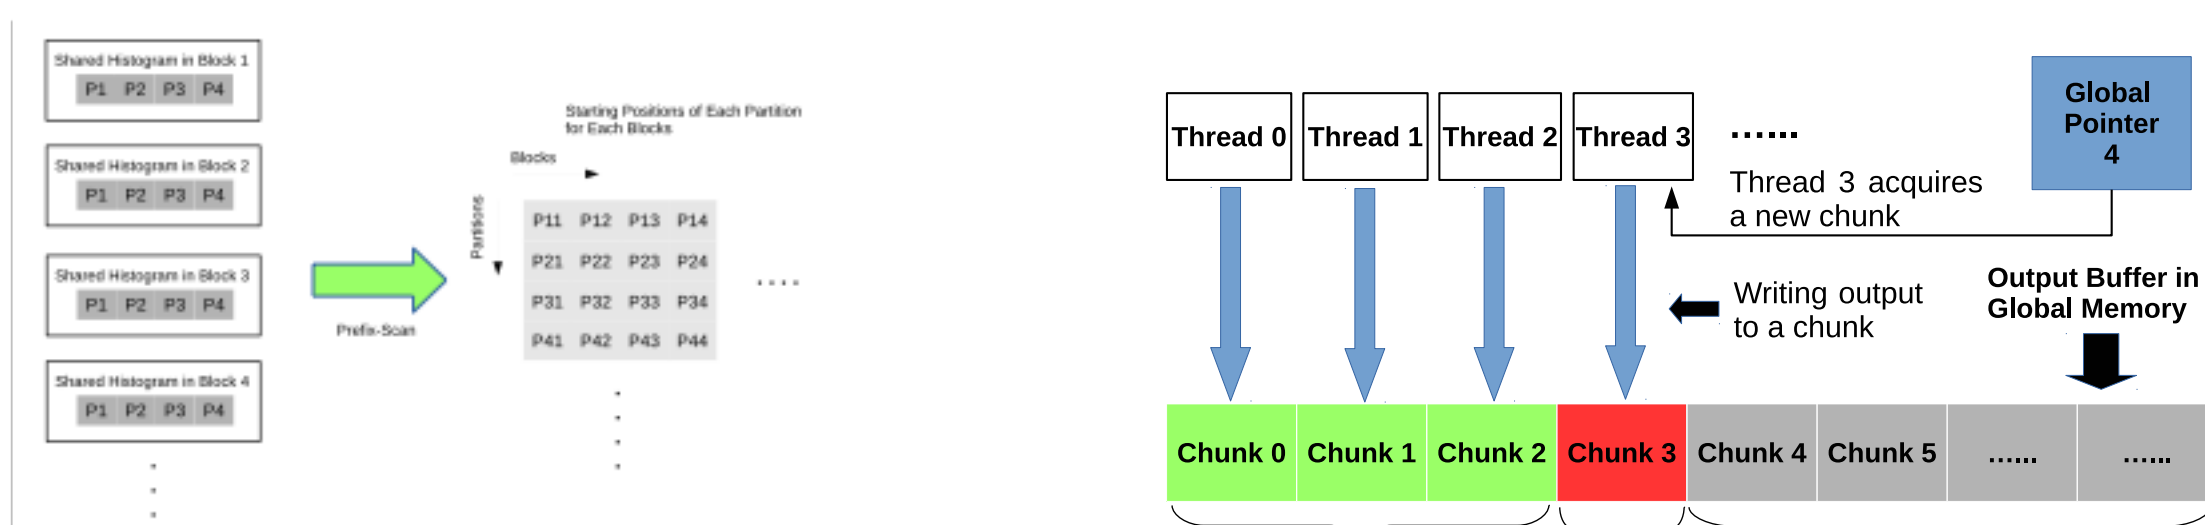 Shared Histogram in Block 1
P1 P2 P3 P4
Shared Histogram in Block 2
P1 P2 P3 P4
Shared Histogram in Block 3
P1 P2 P3 P4
Shared Histogram in Block 4
P1 P2 P3 P4
Prefix-Scan
Starting Positions of Each Partition
for Each Blocks
Blocks
Partitions
P11 P12 P13 P14
P21 P22 P23 P24
P31 P32 P33 P34
P41 P42 P43 P44
....
Thread 0 Thread 1 Thread 2 Thread 3 ......
Global
Pointer
4
Thread 3 acquires
a new chunk
Writing output
to a chunk
Output Buffer in
Global Memory
Chunk 0 Chunk 1 Chunk 2 Chunk 3 Chunk 4 Chunk 5 ...... ......